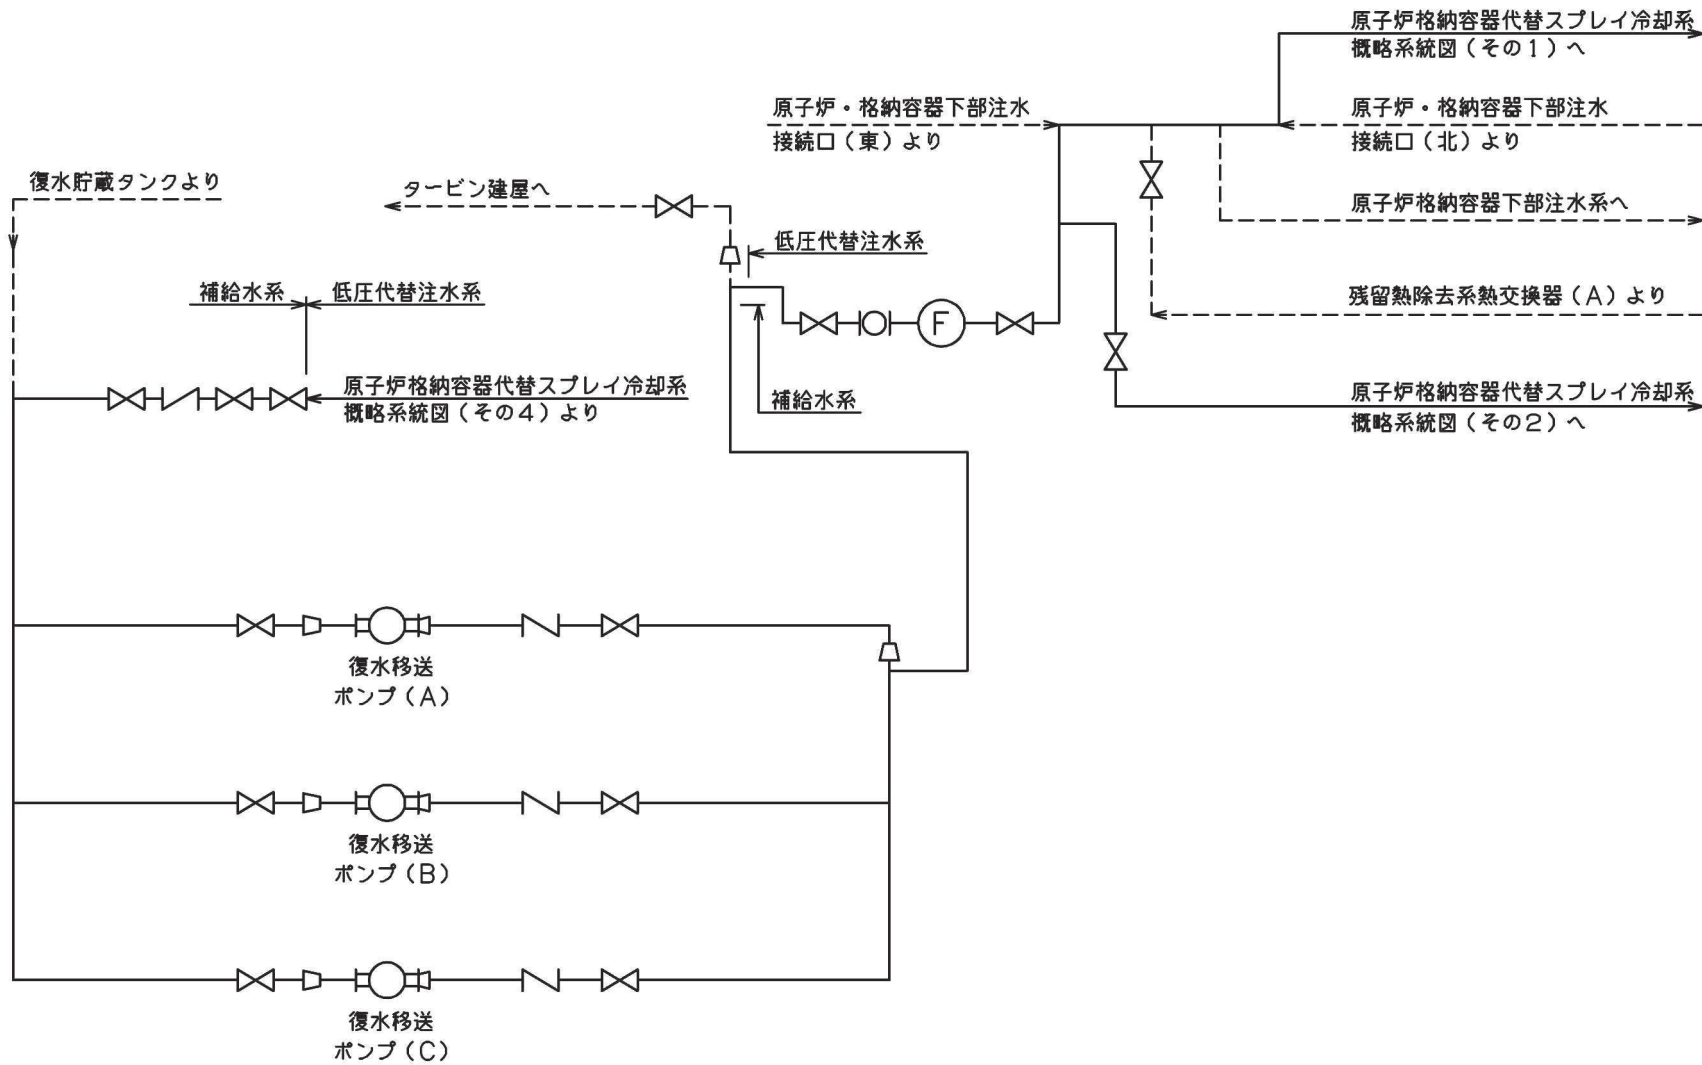 原子炉格納容器代替スプレイ冷却系
概略系統図（その１）へ
原子炉・格納容器下部注水
接続口（東）より
原子炉・格納容器下部注水
接続口（北）より
復水貯蔵タンクより
タービン建屋へ
原子炉格納容器下部注水系へ
低圧代替注水系
補給水系
低圧代替注水系
残留熱除去系熱交換器（Ａ）より
F
原子炉格納容器代替スプレイ冷却系
概略系統図（その４）より
補給水系
原子炉格納容器代替スプレイ冷却系
概略系統図（その２）へ
復水移送
ポンプ（Ａ）
復水移送
ポンプ（Ｂ）
復水移送
ポンプ（Ｃ）